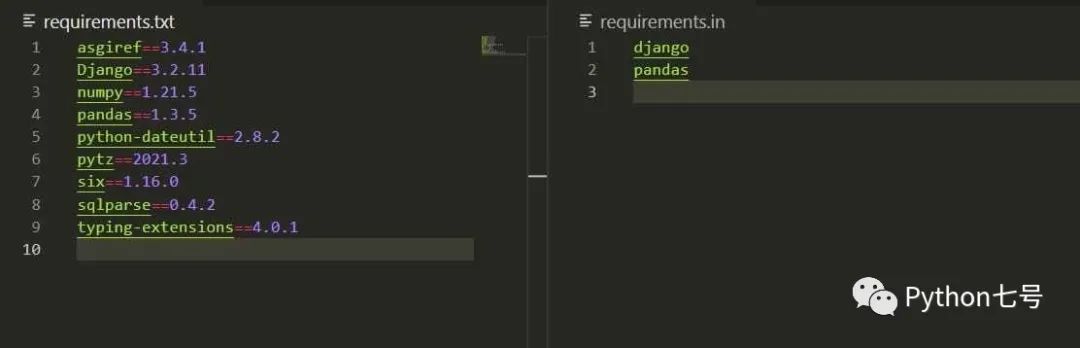 requirements.txt
1 asgiref==3.4.1
2 Django==3.2.11
3 numpy==1.21.5
4 pandas==1.3.5
5 python-dateutil==2.8.2
6 pytz==2021.3
7 six==1.16.0
8 sqlparse==0.4.2
9 typing-extensions==4.0.1
10
requirements.in
1 django
2 pandas
3
Python七号